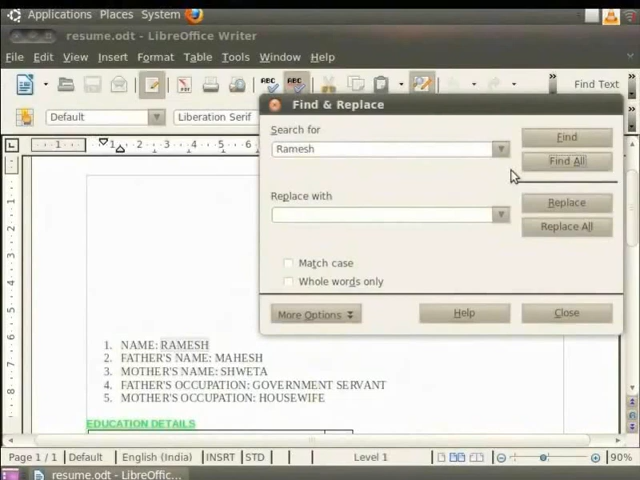 Applications Places System
resume.odt - LibreOffice Writer
File Edit View Insert Format Table Tools Window Help
ABC ABC Find Text
Default Liberation Serif
Find & Replace
Search for
Ramesh
Find
Find All
Replace with
Replace
Replace All
Match case
Whole words only
More Options Help Close
1. NAME: RAMESH
2. FATHER'S NAME: MAHESH
3. MOTHER'S NAME: SHWETA
4. FATHER'S OCCUPATION: GOVERNMENT SERVANT
5. MOTHER'S OCCUPATION: HOUSEWIFE
EDUCATION DETAILS
Page 1 / 1 Default English (India) INSRT STD Level 1 90%
resume.odt - LibreOffic...